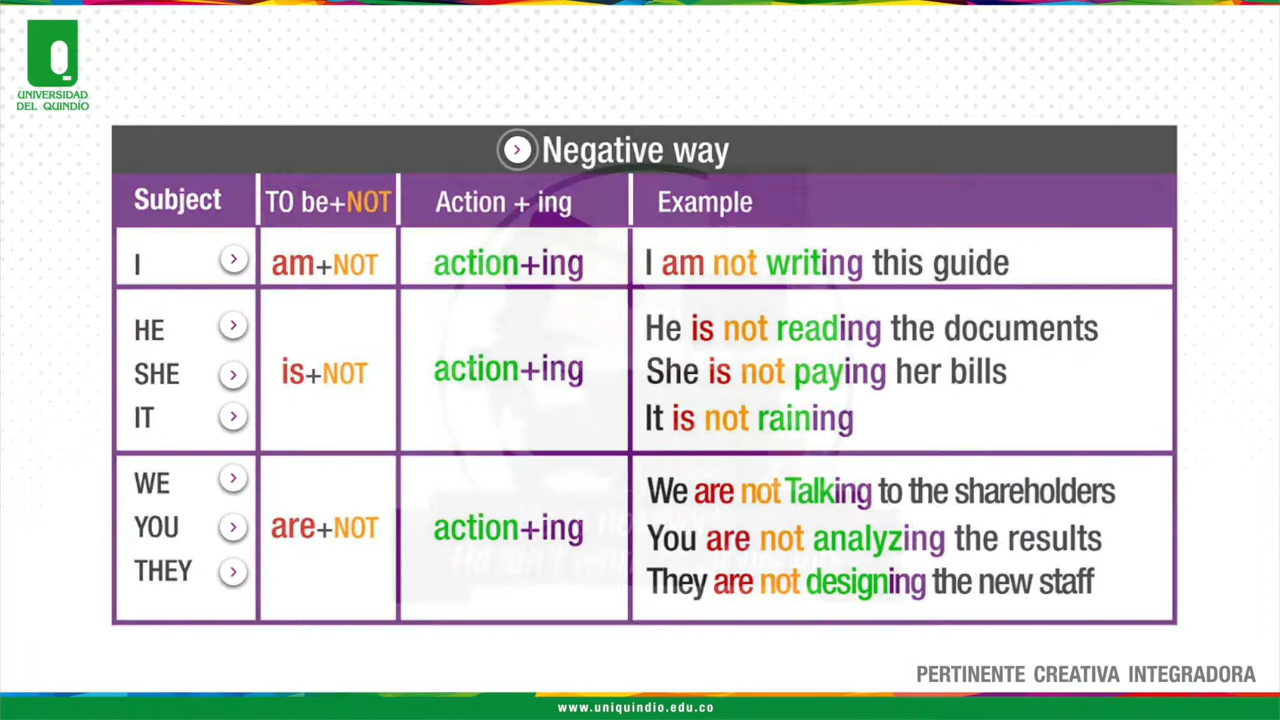 UNIVERSIDAD
DEL QUINDÍO
Negative way
Subject TO be+NOT Action + ing Example
I am+NOT action+ing I am not writing this guide
HE
SHE
IT
is+NOT
action+ing
He is not reading the documents
She is not paying her bills
It is not raining
WE
YOU
THEY
are+NOT
action+ing
We are not Talking to the shareholders
You are not analyzing the results
They are not designing the new staff
PERTINENTE CREATIVA INTEGRADORA
www.uniquindio.edu.co